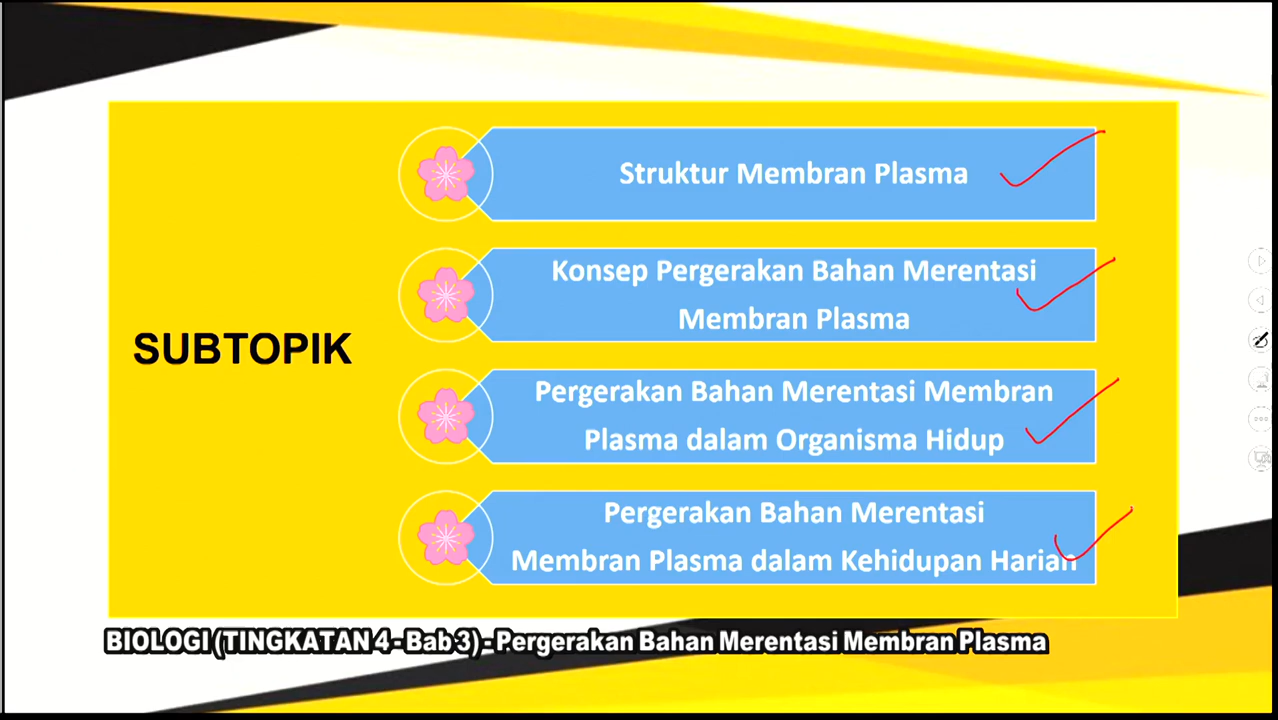 SUBTOPIK
Struktur Membran Plasma
Konsep Pergerakan Bahan Merentasi
Membran Plasma
Pergerakan Bahan Merentasi Membran
Plasma dalam Organisma Hidup
Pergerakan Bahan Merentasi
Membran Plasma dalam Kehidupan Harian
BIOLOGI (TINGKATAN 4 - Bab 3) - Pergerakan Bahan Merentasi Membran Plasma